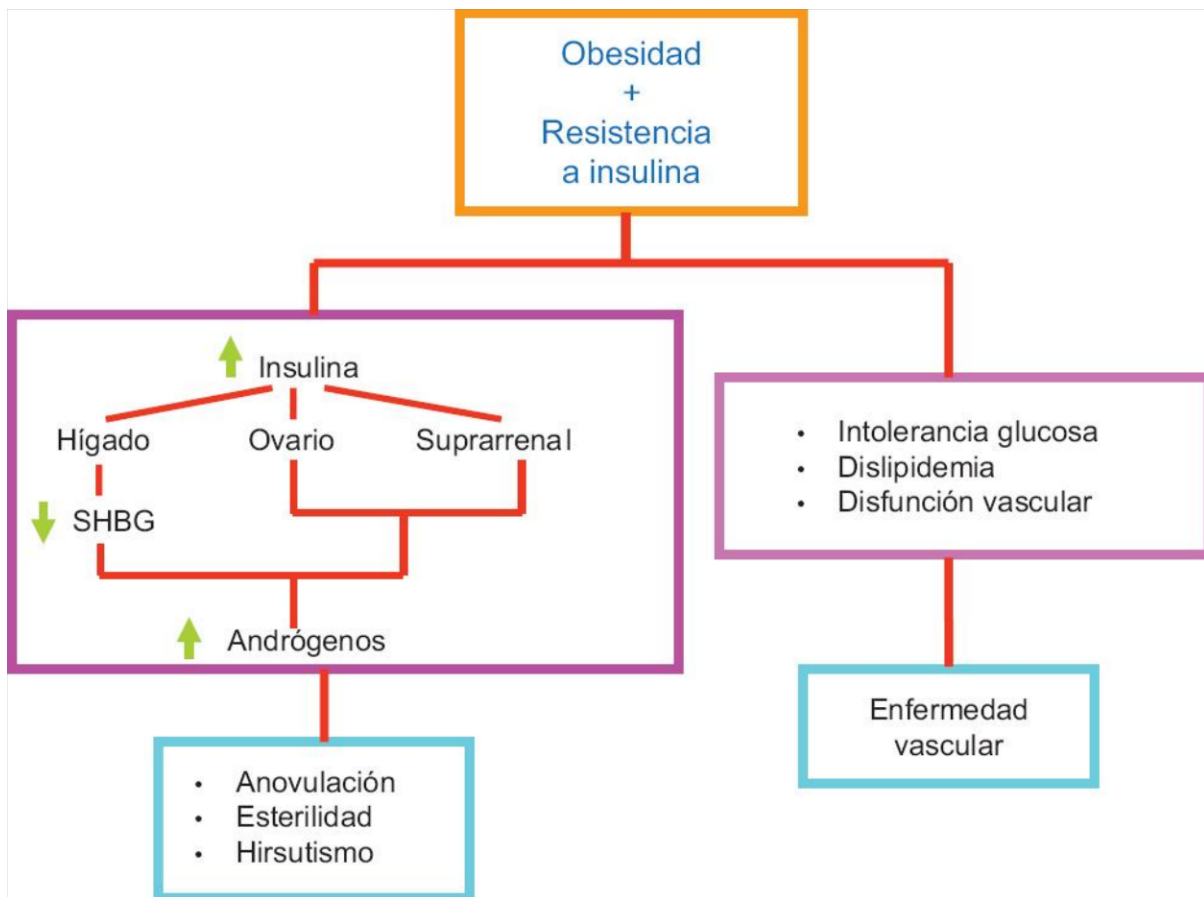 Obesidad
+
Resistencia
a insulina
Insulina
Hígado
Ovario
Suprarrenal
SHBG
Andrógenos
• Anovulación
• Esterilidad
• Hirsutismo
• Intolerancia glucosa
• Dislipidemia
• Disfunción vascular
Enfermedad
vascular